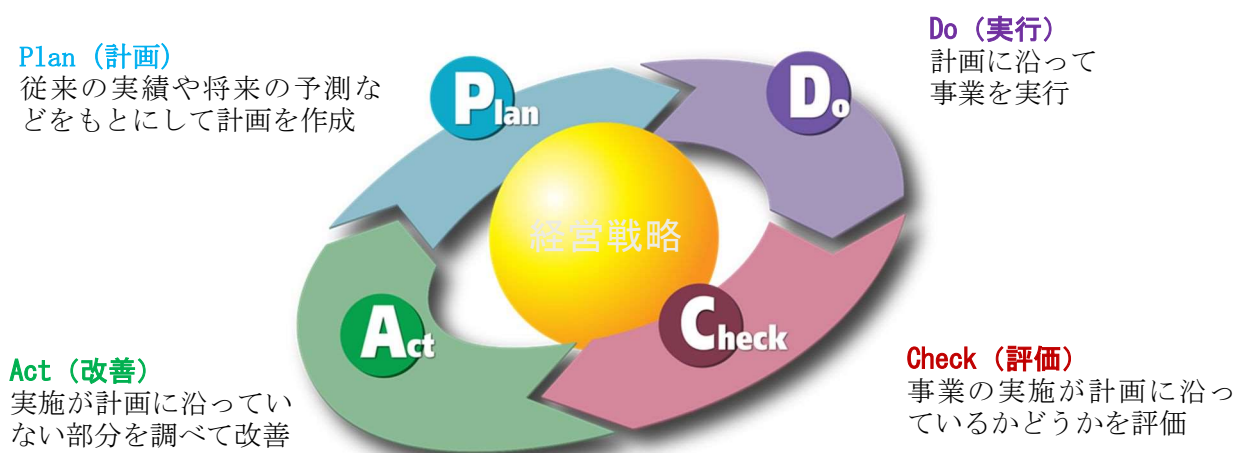 Plan（計画）
従来の実績や将来の予測な
どをもとにして計画を作成
Do（実行）
計画に沿って
事業を実行
Plan
Do
経営戦略
Act
Check
Act（改善）
実施が計画に沿ってい
ない部分を調べて改善
Check（評価）
事業の実施が計画に沿っ
ているかどうかを評価